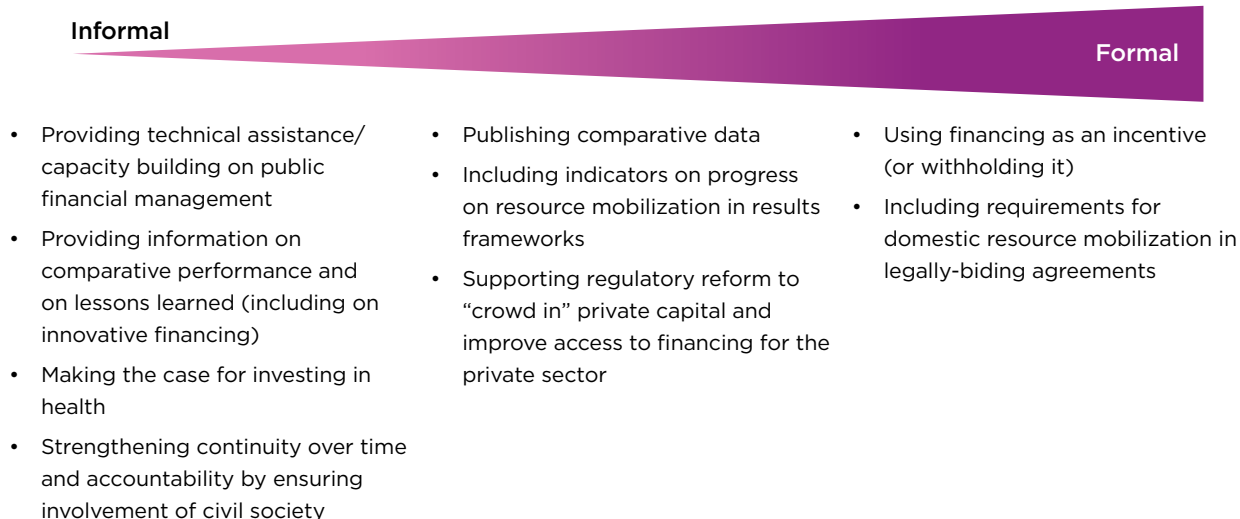 Informal
Formal
• Providing technical assistance/
capacity building on public
financial management
• Providing information on
comparative performance and
on lessons learned (including on
innovative financing)
• Making the case for investing in
health
• Strengthening continuity over time
and accountability by ensuring
involvement of civil society
• Publishing comparative data
• Including indicators on progress
on resource mobilization in results
frameworks
• Supporting regulatory reform to
“crowd in” private capital and
improve access to financing for the
private sector
• Using financing as an incentive
(or withholding it)
• Including requirements for
domestic resource mobilization in
legally-biding agreements